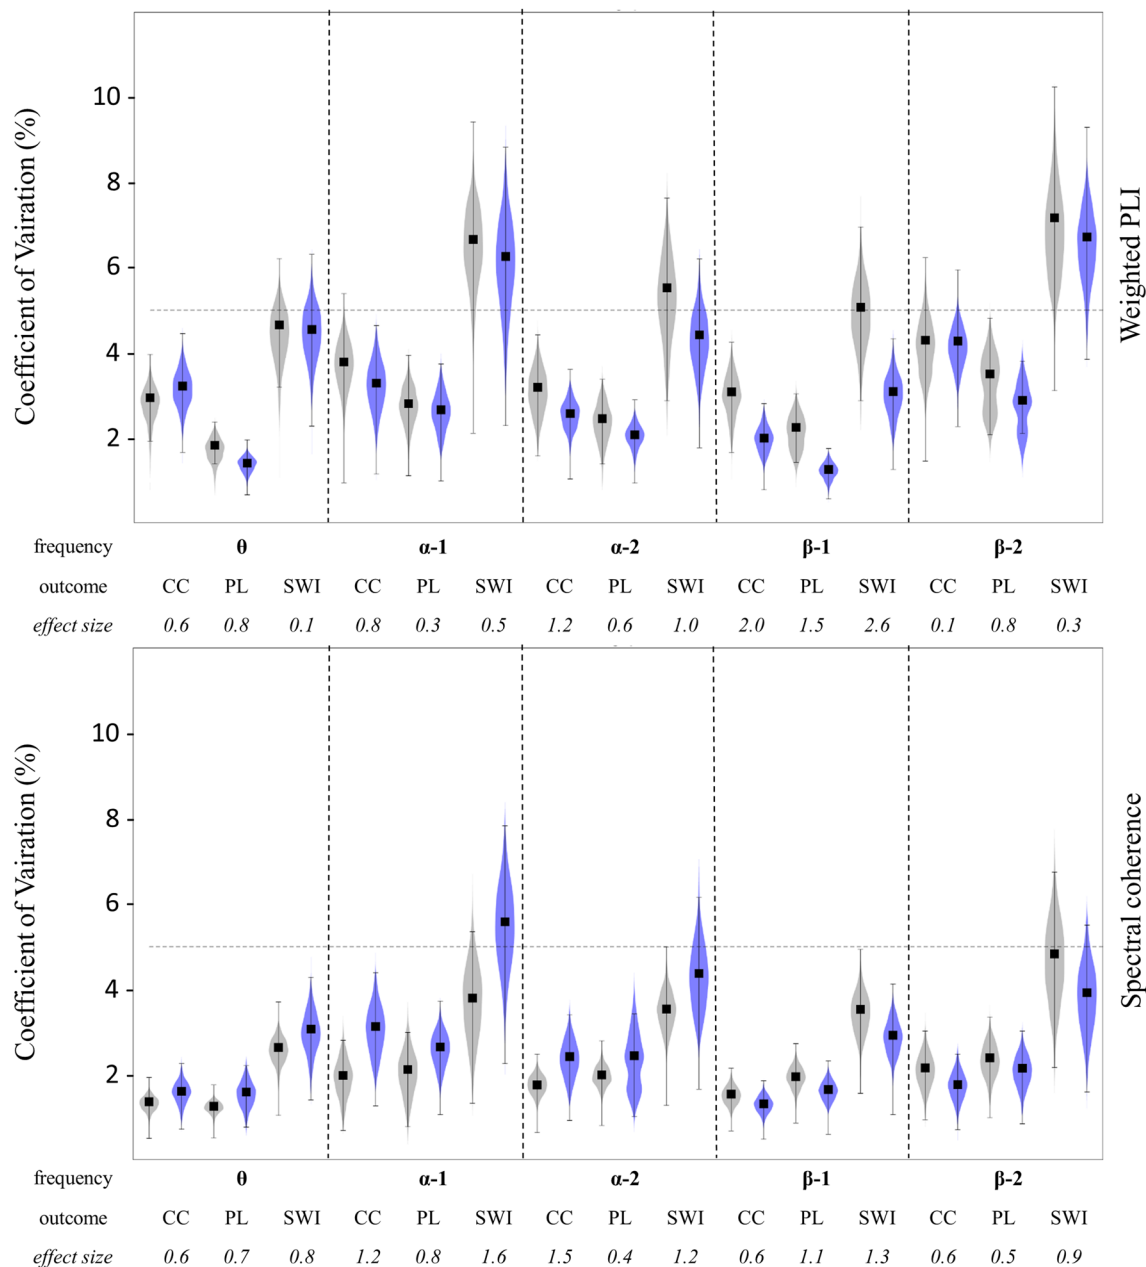 Coefficient of Vairation (%)
10
8
6
4
2
Weighted PLI
frequency θ α-1 α-2 β-1 β-2
outcome CC PL SWI CC PL SWI CC PL SWI CC PL SWI CC PL SWI
effect size 0.6 0.8 0.1 0.8 0.3 0.5 1.2 0.6 1.0 2.0 1.5 2.6 0.1 0.8 0.3
Coefficient of Vairation (%)
10
8
6
4
2
Spectral coherence
frequency θ α-1 α-2 β-1 β-2
outcome CC PL SWI CC PL SWI CC PL SWI CC PL SWI CC PL SWI
effect size 0.6 0.7 0.8 1.2 0.8 1.6 1.5 0.4 1.2 0.6 1.1 1.3 0.6 0.5 0.9